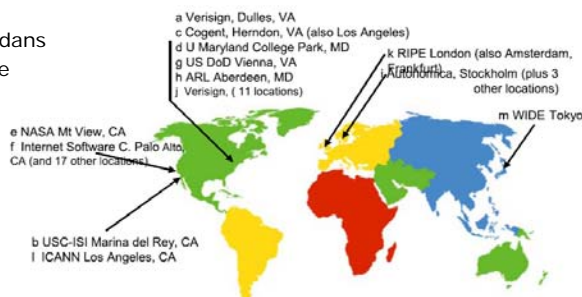 dans
e
a Verisign, Dulles, VA
c Cogent, Herndon, VA (also Los Angeles)
d U Maryland College Park, MD
g US DoD Vienna, VA
h ARL Aberdeen, MD
j Verisign, ( 11 locations)
k RIPE London (also Amsterdam,
Frankfurt)
i Autonomica, Stockholm (plus 3
other locations)
m WIDE Tokyo
e NASA Mt View, CA
f Internet Software C. Palo Alto,
CA (and 17 other locations)
b USC-ISI Marina del Rey, CA
l ICANN Los Angeles, CA